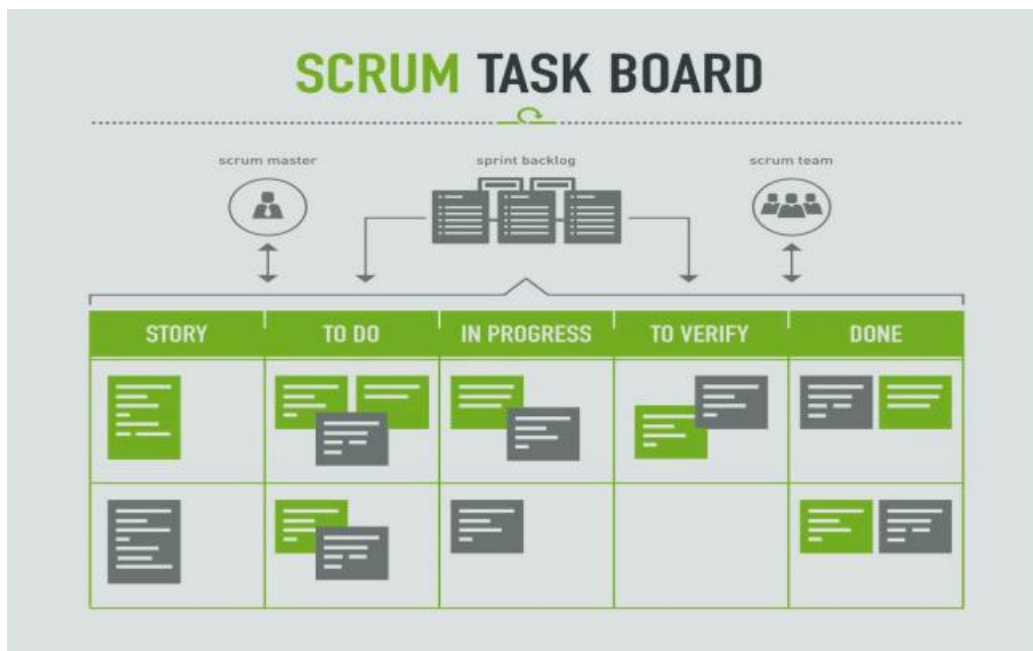 SCRUM TASK BOARD
scrum master
sprint backlog
scrum team
STORY
TO DO
IN PROGRESS
TO VERIFY
DONE